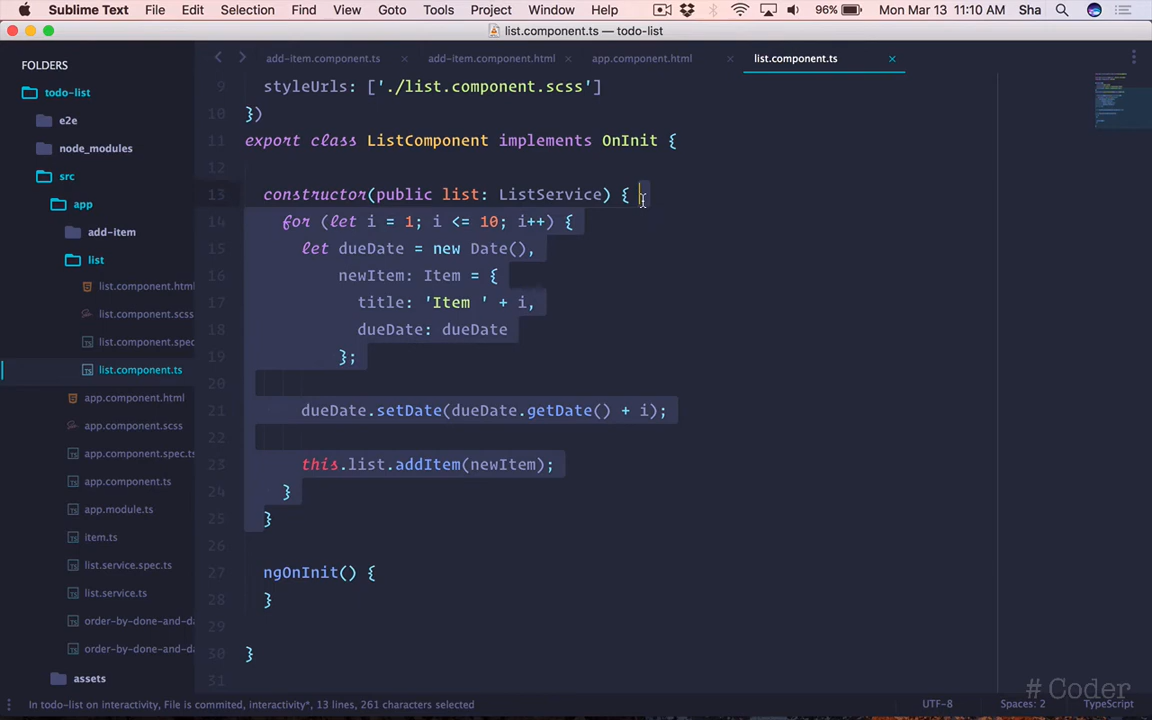 Sublime Text File Edit Selection Find View Goto Tools Project Window Help 96% Mon Mar 13 11:10 AM Sha
list.component.ts — todo-list
FOLDERS
todo-list
e2e
node_modules
src
app
add-item
list
list.component.html
list.component.scss
list.component.spec
list.component.ts
app.component.html
app.component.scss
app.component.spec.ts
app.component.ts
app.module.ts
item.ts
list.service.spec.ts
list.service.ts
order-by-done-and-da
order-by-done-and-da
assets
add-item.component.ts add-item.component.html app.component.html list.component.ts
9 styleUrls: ['./list.component.scss']
10 })
11 export class ListComponent implements OnInit {
12
13 constructor(public list: ListService) {
14 for (let i = 1; i <= 10; i++) {
15 let dueDate = new Date(),
16 newItem: Item = {
17 title: 'Item ' + i,
18 dueDate: dueDate
19 };
20
21 dueDate.setDate(dueDate.getDate() + i);
22
23 this.list.addItem(newItem);
24 }
25 }
26
27 ngOnInit() {
28 }
29
30 }
31
# Coder
In todo-list on interactivity, File is commited, interactivity*, 13 lines, 261 characters selected UTF-8 Spaces: 2 TypeScript